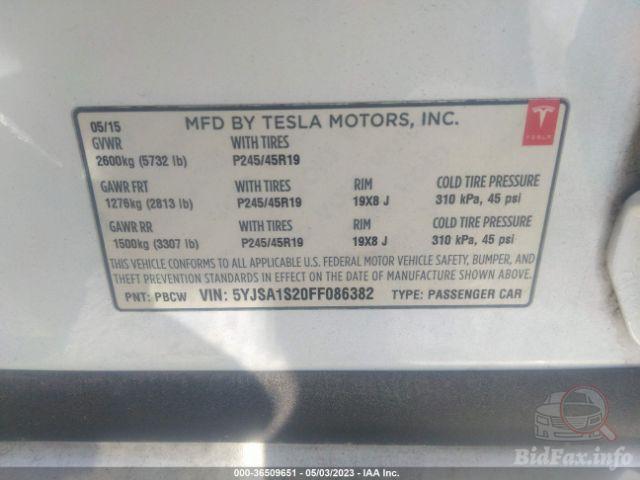 05/15 MFD BY TESLA MOTORS, INC. TESLA
GVWR WITH TIRES
2600kg (5732 lb) P245/45R19
GAWR FRT WITH TIRES RIM COLD TIRE PRESSURE
1276kg (2813 lb) P245/45R19 19X8 J 310 kPa, 45 psi
GAWR RR WITH TIRES RIM COLD TIRE PRESSURE
1500kg (3307 lb) P245/45R19 19X8 J 310 kPa, 45 psi
THIS VEHICLE CONFORMS TO ALL APPLICABLE U.S. FEDERAL MOTOR VEHICLE SAFETY, BUMPER, AND
THEFT PREVENTION STANDARDS IN EFFECT ON THE DATE OF MANUFACTURE SHOWN ABOVE.
PNT: PBCW VIN: 5YJSA1S20FF086382 TYPE: PASSENGER CAR
BidFax.info
000-36509651 - 05/03/2023 - IAA Inc.